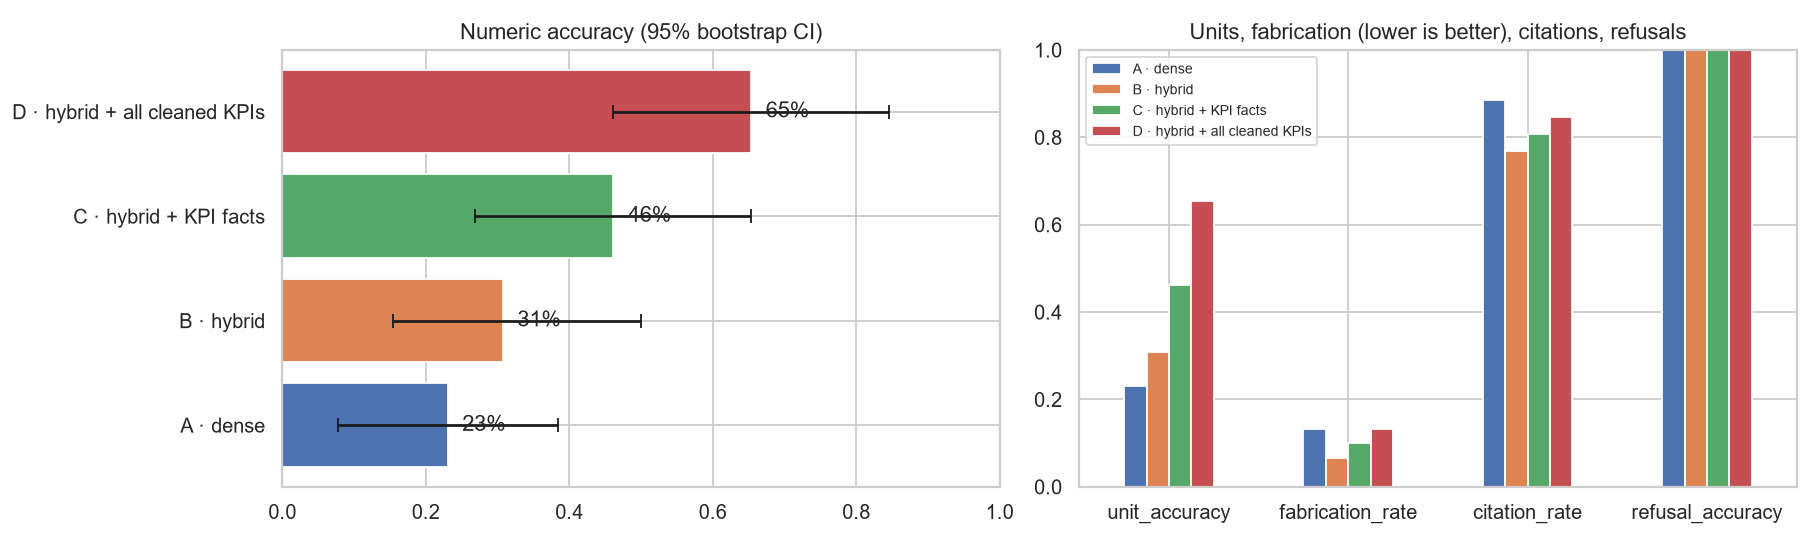 Numeric accuracy (95% bootstrap CI)
D · hybrid + all cleaned KPIs
65%
C · hybrid + KPI facts
46%
B · hybrid
31%
A · dense
23%
0.0 0.2 0.4 0.6 0.8 1.0
Units, fabrication (lower is better), citations, refusals
1.0
0.8
0.6
0.4
0.2
0.0
A · dense
B · hybrid
C · hybrid + KPI facts
D · hybrid + all cleaned KPIs
unit_accuracy fabrication_rate citation_rate refusal_accuracy